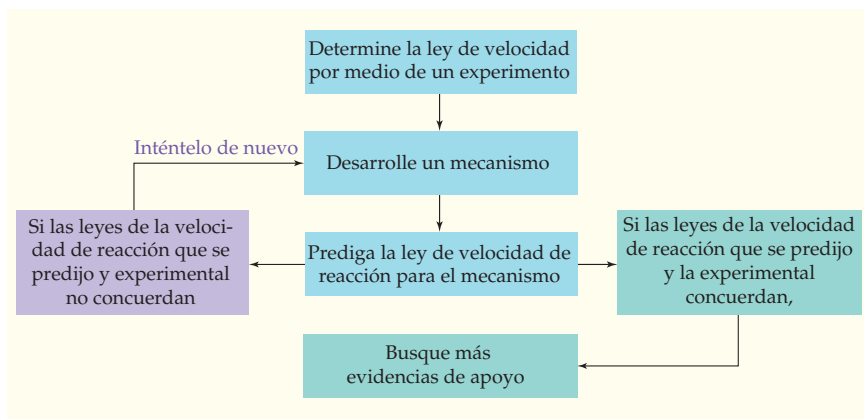 Determine la ley de velocidad
por medio de un experimento
Inténtelo de nuevo
Desarrolle un mecanismo
Si las leyes de la veloci-
dad de reacción que se
predijo y experimental
no concuerdan
Prediga la ley de velocidad de
reacción para el mecanismo
Si las leyes de la velocidad
de reacción que se predijo
y la experimental
concuerdan,
Busque más
evidencias de apoyo